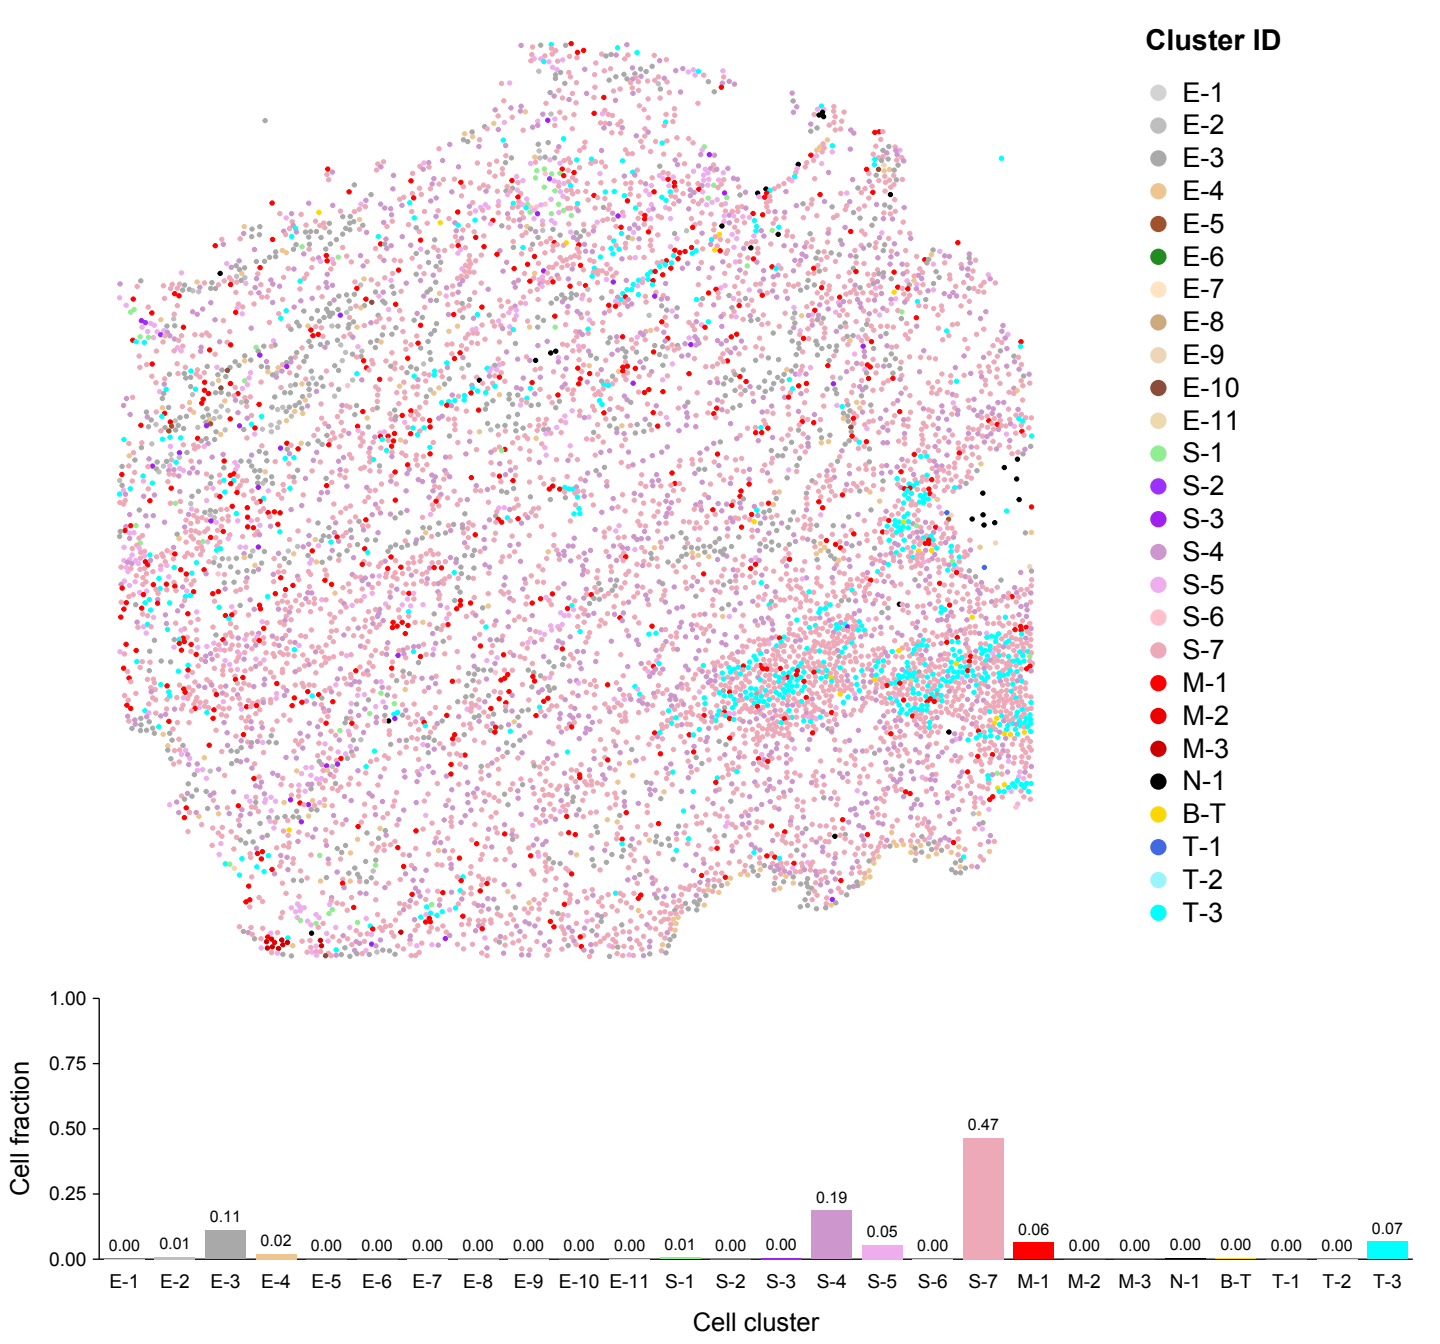 Cluster ID
E-1
E-2
E-3
E-4
E-5
E-6
E-7
E-8
E-9
E-10
E-11
S-1
S-2
S-3
S-4
S-5
S-6
S-7
M-1
M-2
M-3
N-1
B-T
T-1
T-2
T-3
Cell fraction
1.00
0.75
0.50
0.25
0.00
0.00 0.01 0.11 0.02 0.00 0.00 0.00 0.00 0.00 0.00 0.00 0.01 0.00 0.00 0.19 0.05 0.00 0.47 0.06 0.00 0.00 0.00 0.00 0.00 0.00 0.07
E-1 E-2 E-3 E-4 E-5 E-6 E-7 E-8 E-9 E-10 E-11 S-1 S-2 S-3 S-4 S-5 S-6 S-7 M-1 M-2 M-3 N-1 B-T T-1 T-2 T-3
Cell cluster